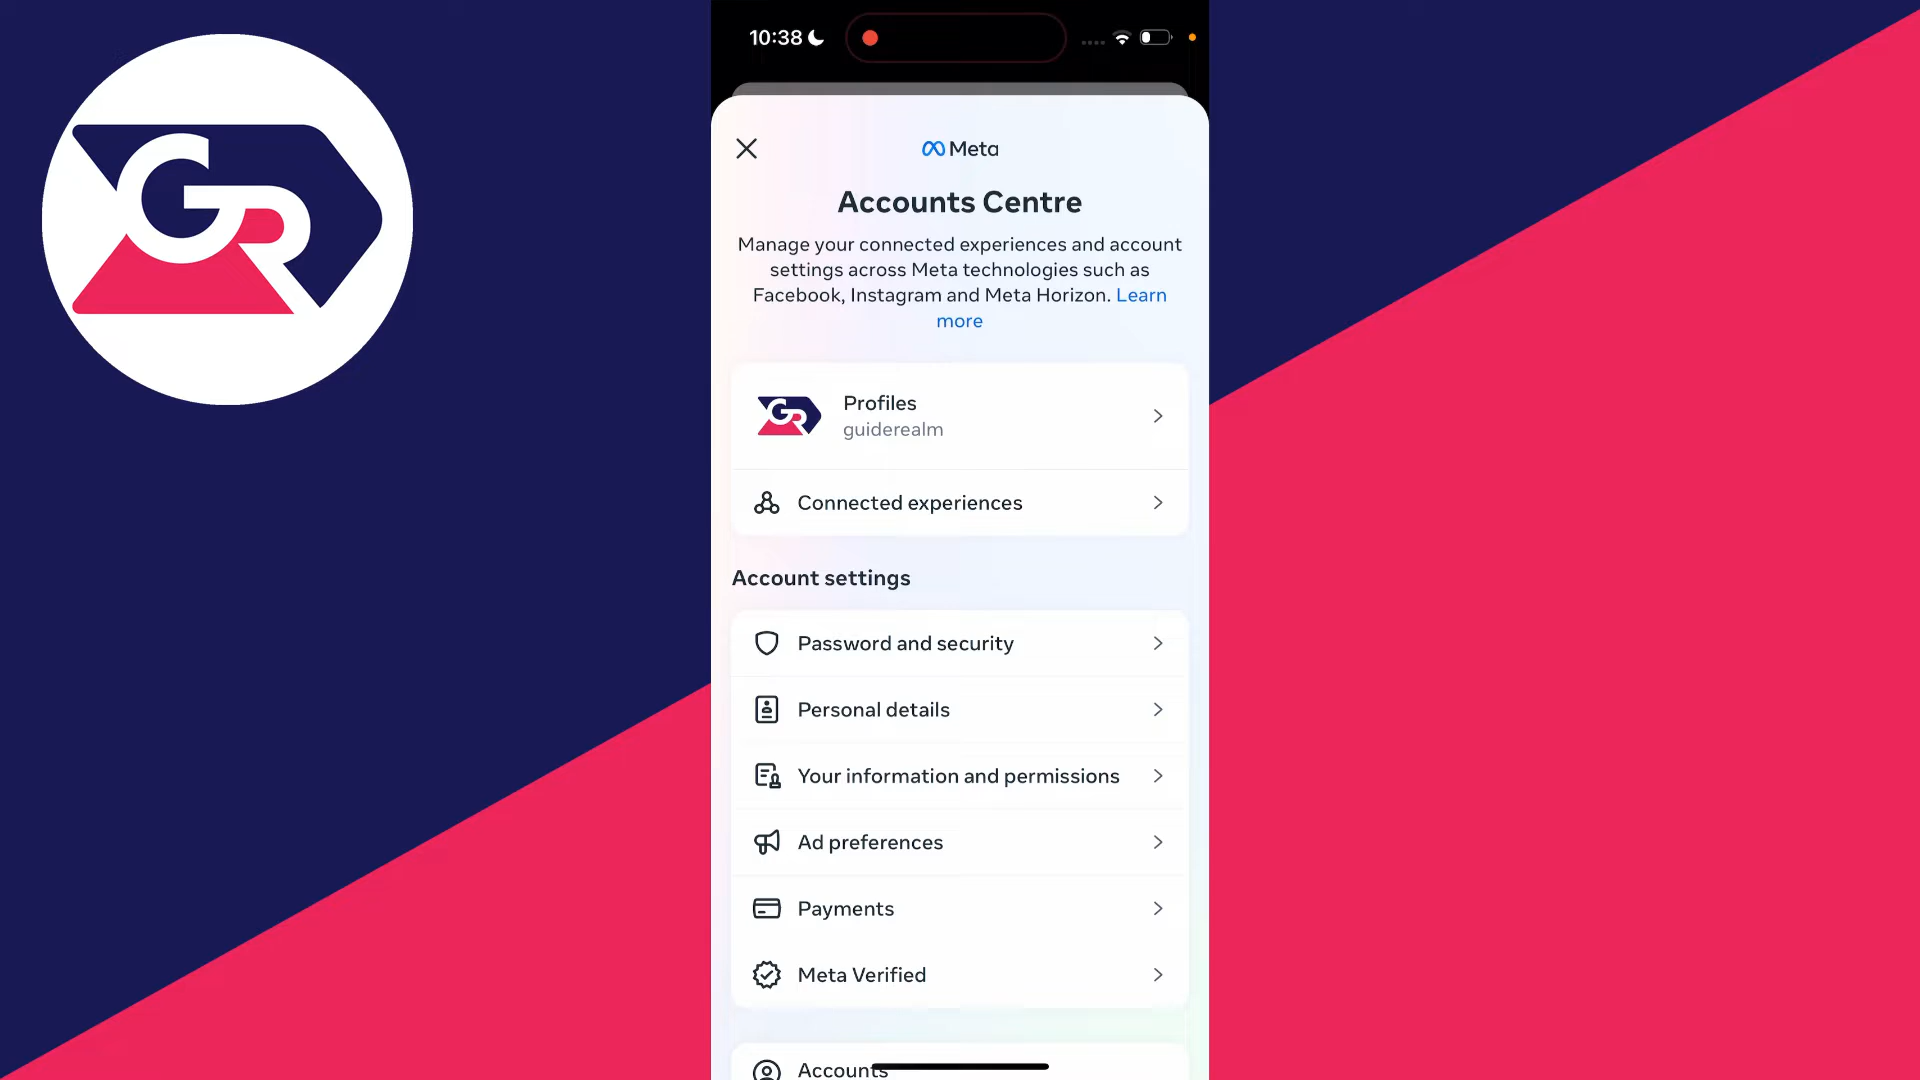 GR
10:38
Meta
Accounts Centre
Manage your connected experiences and account
settings across Meta technologies such as
Facebook, Instagram and Meta Horizon. Learn
more
GR
Profiles
guiderealm
Connected experiences
Account settings
Password and security
Personal details
Your information and permissions
Ad preferences
Payments
Meta Verified
Accounts